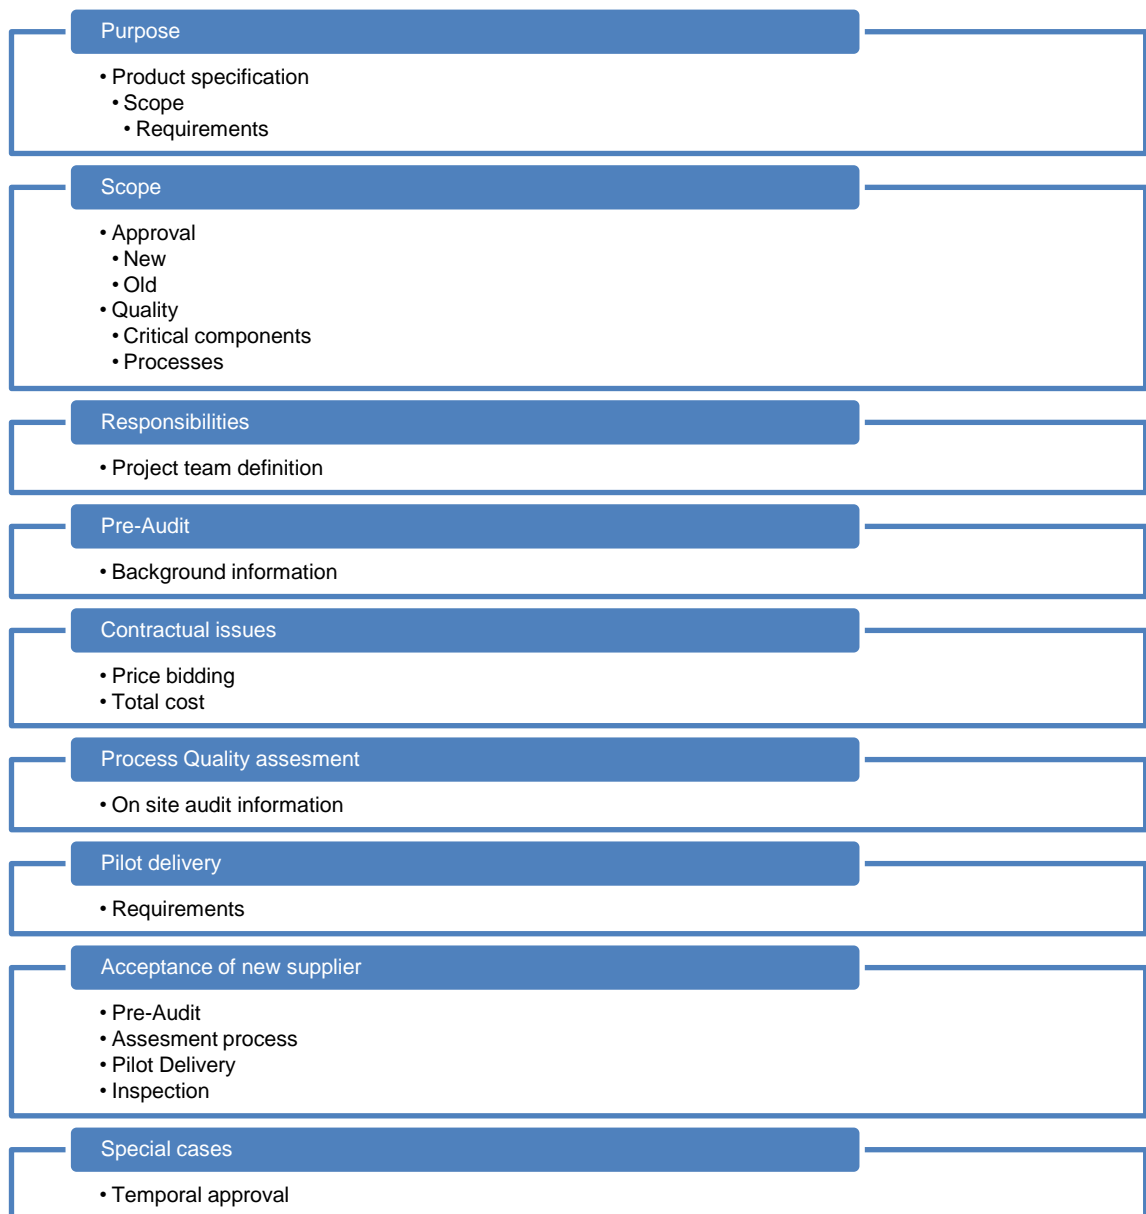 Purpose
• Product specification
• Scope
• Requirements
Scope
• Approval
• New
• Old
• Quality
• Critical components
• Processes
Responsibilities
• Project team definition
Pre-Audit
• Background information
Contractual issues
• Price bidding
• Total cost
Process Quality assesment
• On site audit information
Pilot delivery
• Requirements
Acceptance of new supplier
• Pre-Audit
• Assesment process
• Pilot Delivery
• Inspection
Special cases
• Temporal approval